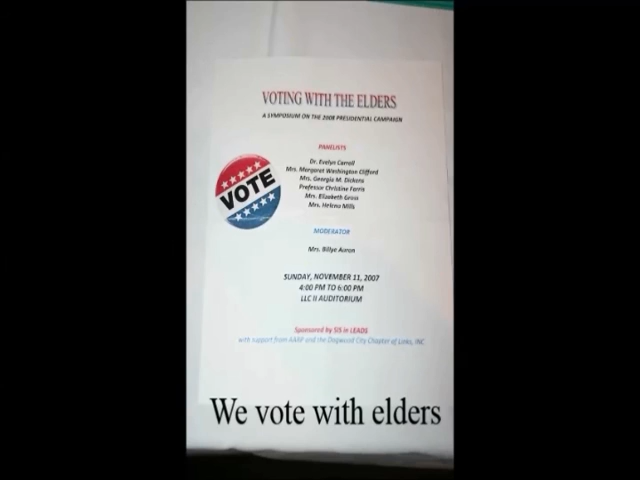 VOTING WITH THE ELDERS
A SYMPOSIUM ON THE 2008 PRESIDENTIAL CAMPAIGN
PANELISTS
Dr. Evelyn Carroll
Mrs. Margaret Washington Clifford
Mrs. Georgia M. Dickens
Professor Christine Farris
Mrs. Elizabeth Gross
Mrs. Helena Mills
VOTE
MODERATOR
Mrs. Billye Aaron
SUNDAY, NOVEMBER 11, 2007
4:00 PM TO 6:00 PM
LLC II AUDITORIUM
Sponsored by SIS in LEADS
with support from AARP and the Dogwood City Chapter of Links, INC
We vote with elders